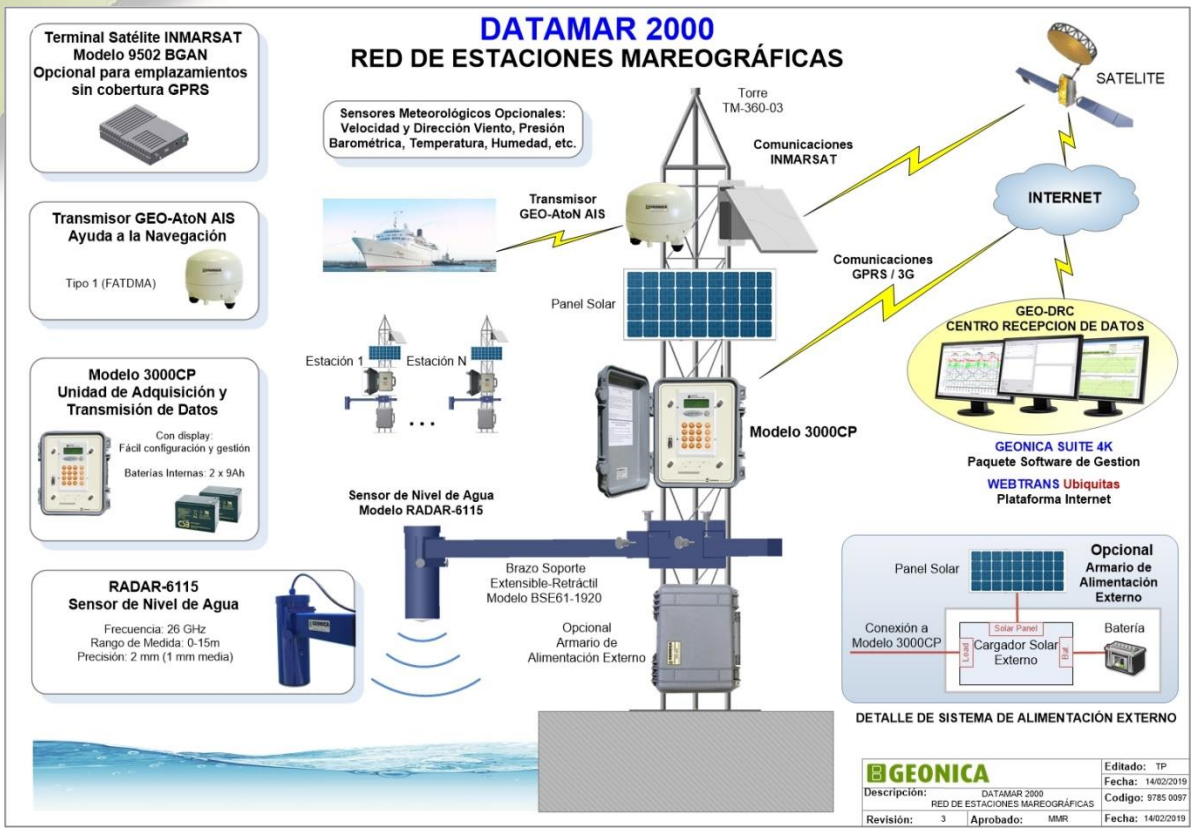 DATAMAR 2000
RED DE ESTACIONES MAREOGRÁFICAS
Terminal Satélite INMARSAT
Modelo 9502 BGAN
Opcional para emplazamientos
sin cobertura GPRS
Transmisor GEO-AtoN AIS
Ayuda a la Navegación
Tipo 1 (FATDMA)
Modelo 3000CP
Unidad de Adquisición y
Transmisión de Datos
Con display:
Fácil configuración y gestión
Baterías Internas: 2 x 9Ah
RADAR-6115
Sensor de Nivel de Agua
Frecuencia: 26 GHz
Rango de Medida: 0-15m
Precisión: 2 mm (1 mm media)
GEONICA
Sensores Meteorológicos Opcionales:
Velocidad y Dirección Viento, Presión
Barométrica, Temperatura, Humedad, etc.
Torre
TM-360-03
Transmisor
GEO-AtoN AIS
Comunicaciones
INMARSAT
SATELITE
INTERNET
Comunicaciones
GPRS / 3G
Panel Solar
Estación 1
Estación N
...
Modelo 3000CP
Sensor de Nivel de Agua
Modelo RADAR-6115
Brazo Soporte
Extensible-Retráctil
Modelo BSE61-1920
Opcional
Armario de
Alimentación Externo
GEO-DRC
CENTRO RECEPCION DE DATOS
GEONICA SUITE 4K
Paquete Software de Gestion
WEBTRANS Ubiquitas
Plataforma Internet
Panel Solar
Opcional
Armario de
Alimentación
Externo
Conexión a
Modelo 3000CP
Solar Panel
Load
Cargador Solar
Externo
Bat.
Batería
DETALLE DE SISTEMA DE ALIMENTACIÓN EXTERNO
GEONICA
Editado: TP
Fecha: 14/02/2019
Descripción: DATAMAR 2000
RED DE ESTACIONES MAREOGRÁFICAS
Codigo: 9785 0097
Revisión: 3 Aprobado: MMR Fecha: 14/02/2019